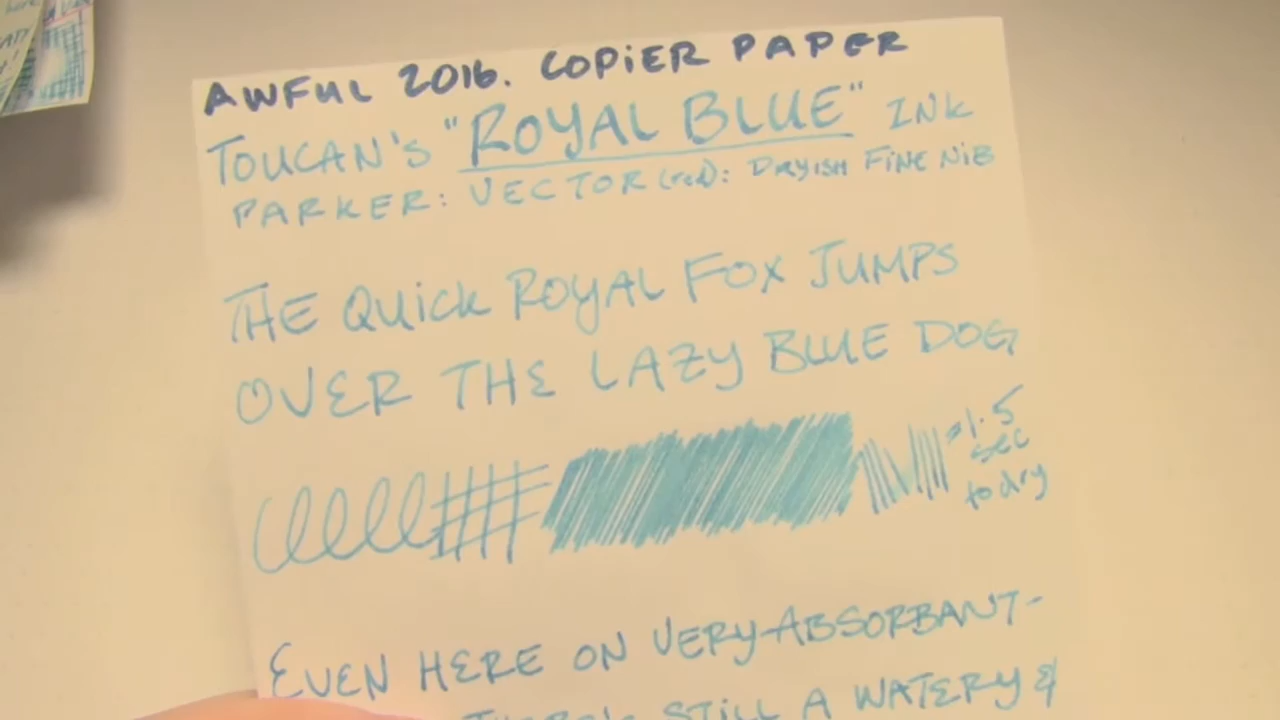 AWFUL 2016. COPIER PAPER
TOUCAN'S "ROYAL BLUE" INK
PARKER: VECTOR (red): DRYISH FINE NIB
THE QUICK ROYAL FOX JUMPS
OVER THE LAZY BLUE DOG
~1.5
sec
to dry
EVEN HERE ON VERY-ABSORBANT-
THERE'S STILL A WATERY &